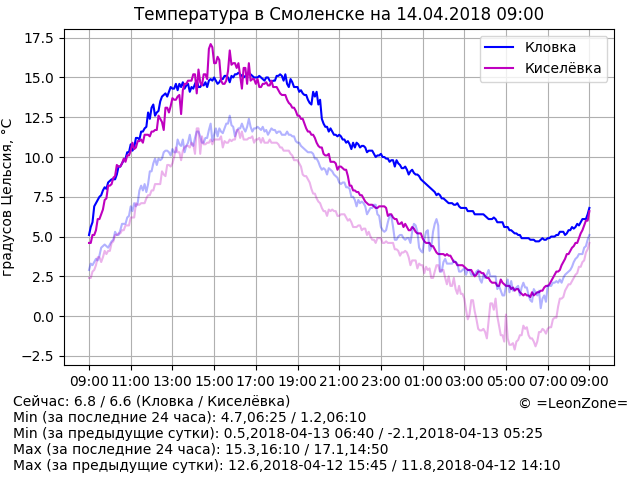 Температура в Смоленске на 14.04.2018 09:00
17.5
15.0
12.5
10.0
7.5
5.0
2.5
0.0
−2.5
градусов Цельсия, °C
Кловка
Киселёвка
09:00 11:00 13:00 15:00 17:00 19:00 21:00 23:00 01:00 03:00 05:00 07:00 09:00
Сейчас: 6.8 / 6.6 (Кловка / Киселёвка)
© =LeonZone=
Min (за последние 24 часа): 4.7,06:25 / 1.2,06:10
Min (за предыдущие сутки): 0.5,2018-04-13 06:40 / -2.1,2018-04-13 05:25
Max (за последние 24 часа): 15.3,16:10 / 17.1,14:50
Max (за предыдущие сутки): 12.6,2018-04-12 15:45 / 11.8,2018-04-12 14:10